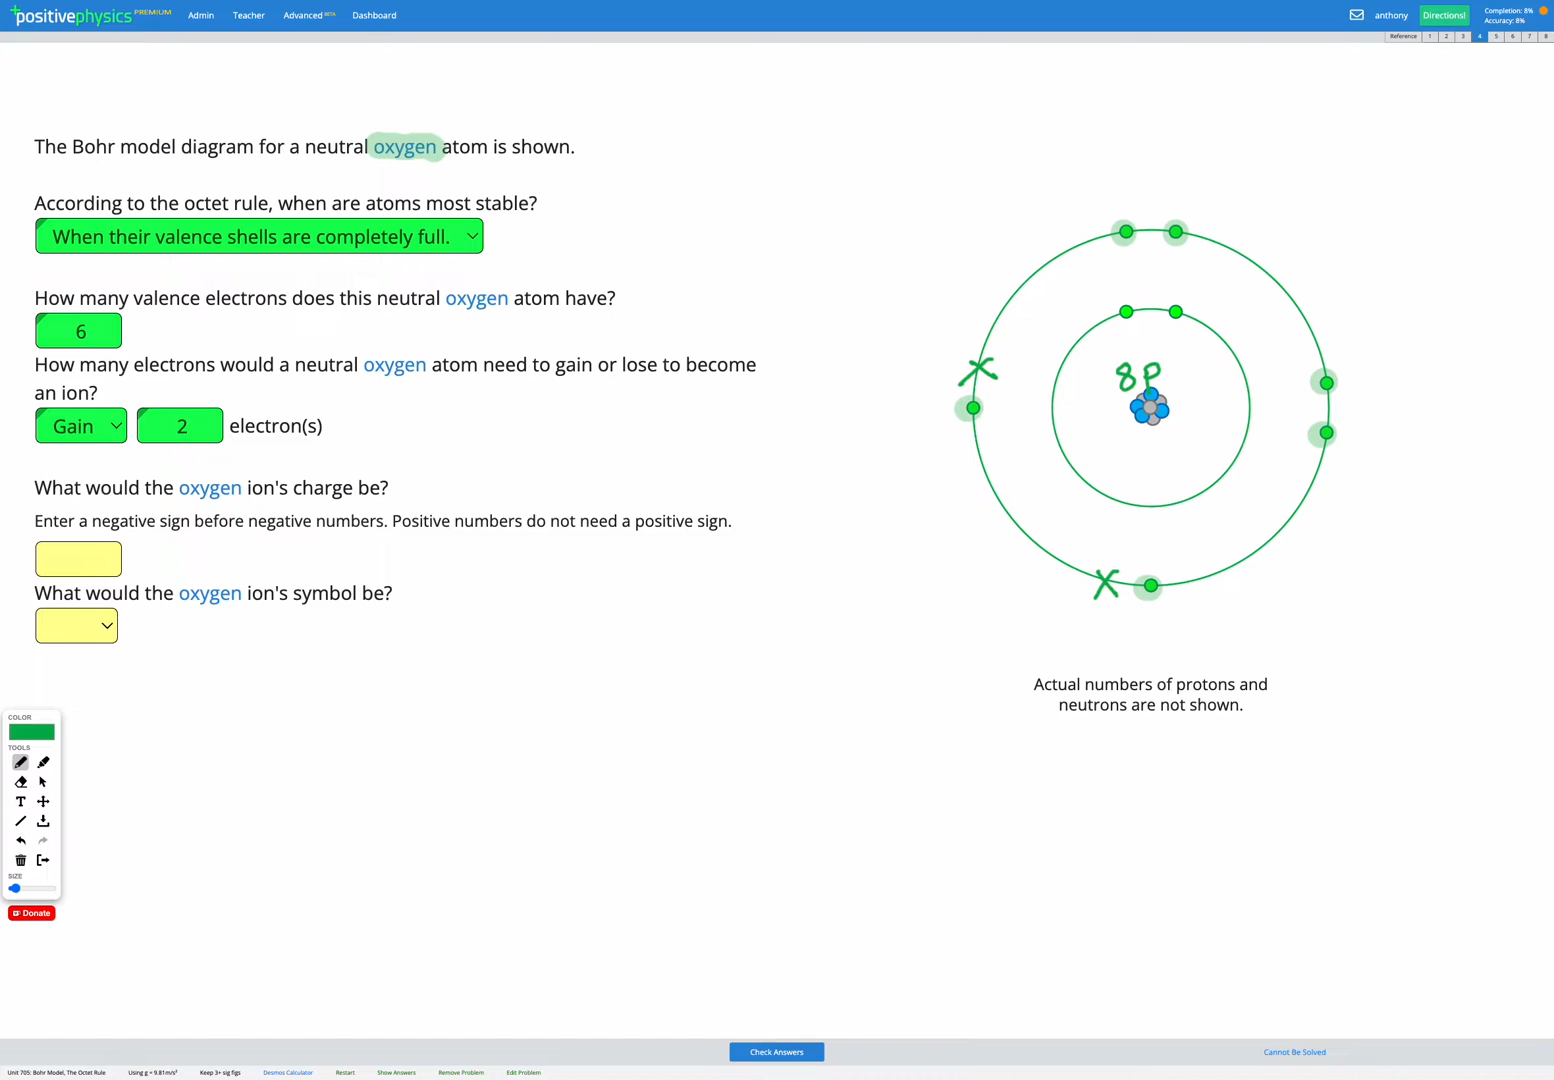 +positivephysics PREMIUM Admin Teacher Advanced BETA Dashboard anthony Directions! Completion: 8%
Accuracy: 8%
Reference 1 2 3 4 5 6 7 8
The Bohr model diagram for a neutral oxygen atom is shown.
According to the octet rule, when are atoms most stable?
When their valence shells are completely full.
How many valence electrons does this neutral oxygen atom have?
6
How many electrons would a neutral oxygen atom need to gain or lose to become
an ion?
Gain 2 electron(s)
What would the oxygen ion's charge be?
Enter a negative sign before negative numbers. Positive numbers do not need a positive sign.
What would the oxygen ion's symbol be?
8P
X
X
Actual numbers of protons and
neutrons are not shown.
COLOR
TOOLS
T
SIZE
Donate
Check Answers
Cannot Be Solved
Unit 705: Bohr Model, The Octet Rule Using g = 9.81m/s² Keep 3+ sig figs Desmos Calculator Restart Show Answers Remove Problem Edit Problem